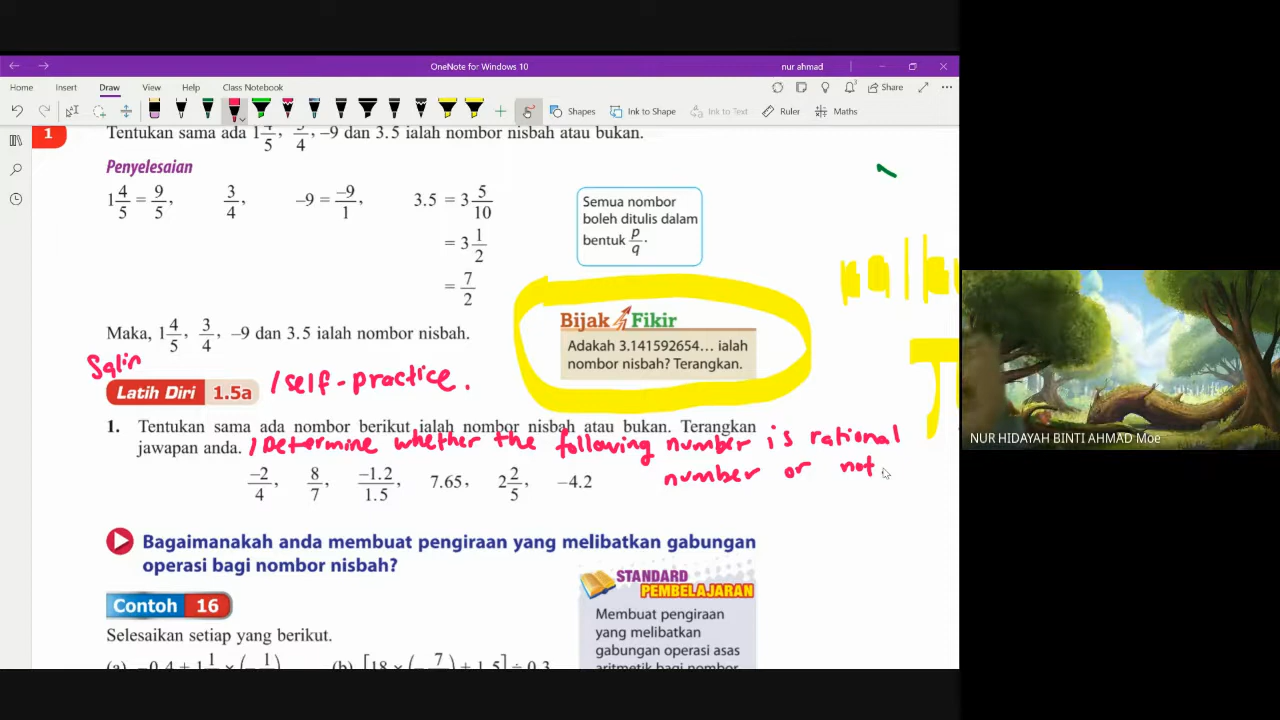 OneNote for Windows 10
nur ahmad
Home Insert Draw View Help Class Notebook
Share
Shapes Ink to Shape Ink to Text Ruler Maths
1
Tentukan sama ada 1 4/5, 3/4, –9 dan 3.5 ialah nombor nisbah atau bukan.
Penyelesaian
1 4/5 = 9/5, 3/4, –9 = –9/1, 3.5 = 3 5/10
= 3 1/2
= 7/2
Semua nombor
boleh ditulis dalam
bentuk p/q.
Bijak Fikir
Adakah 3.141592654… ialah
nombor nisbah? Terangkan.
Maka, 1 4/5, 3/4, –9 dan 3.5 ialah nombor nisbah.
Salin
Latih Diri 1.5a / self-practice.
1. Tentukan sama ada nombor berikut ialah nombor nisbah atau bukan. Terangkan
jawapan anda. / Determine whether the following number is rational
number or not
–2/4 8/7 –1.2/1.5 7.65 2 2/5 –4.2
Bagaimanakah anda membuat pengiraan yang melibatkan gabungan
operasi bagi nombor nisbah?
Contoh 16
Selesaikan setiap yang berikut.
STANDARD
PEMBELAJARAN
Membuat pengiraan
yang melibatkan
gabungan operasi asas
aritmetik bagi nombor
NUR HIDAYAH BINTI AHMAD Moe